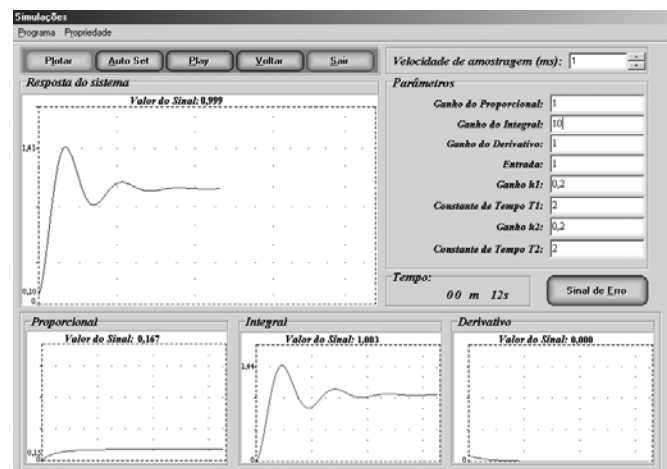 Simulações
Programa Propriedade
Plotar Auto Set Play Voltar Sair
Velocidade de amostragem (ms): 1
Resposta do sistema
Valor do Sinal: 0,999
1,41
0,10
0
Parâmetros
Ganho do Proporcional: 1
Ganho do Integral: 10
Ganho do Derivativo: 1
Entrada: 1
Ganho k1: 0,2
Constante de Tempo T1: 2
Ganho k2: 0,2
Constante de Tempo T2: 2
Tempo:
00 m 12s
Sinal de Erro
Proporcional
Valor do Sinal: 0,167
0,15
0
Integral
Valor do Sinal: 1,003
1,44
0
Derivativo
Valor do Sinal: 0,000
0